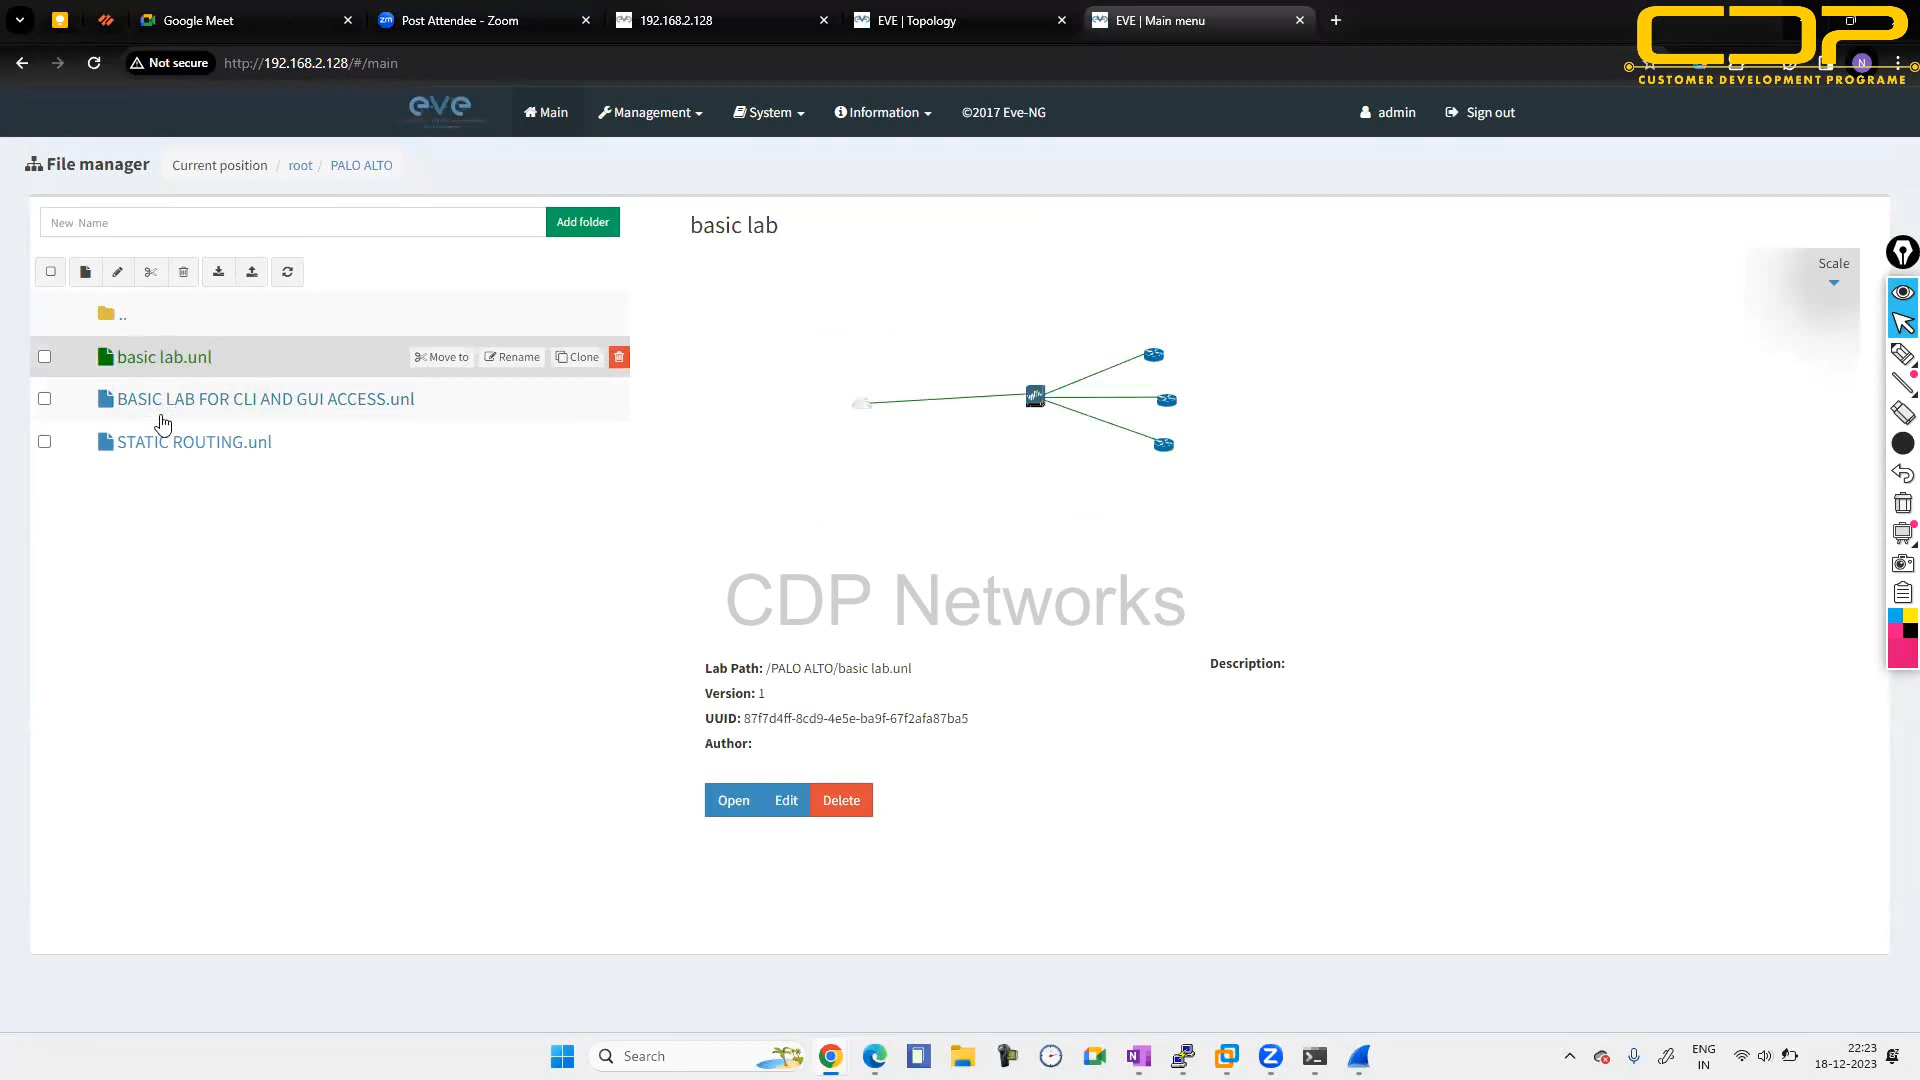 Google Meet
Post Attendee - Zoom
192.168.2.128
EVE | Topology
EVE | Main menu
CDP
CUSTOMER DEVELOPMENT PROGRAME
Not secure
http://192.168.2.128/#/main
N
eve
Main
Management
System
Information
©2017 Eve-NG
admin
Sign out
File manager
Current position / root / PALO ALTO
New Name
Add folder
basic lab
Scale
..
basic lab.unl
Move to
Rename
Clone
BASIC LAB FOR CLI AND GUI ACCESS.unl
STATIC ROUTING.unl
CDP Networks
Lab Path: /PALO ALTO/basic lab.unl
Description:
Version: 1
UUID: 87f7d4ff-8cd9-4e5e-ba9f-67f2afa87ba5
Author:
Open
Edit
Delete
Search
ENG
IN
22:23
18-12-2023